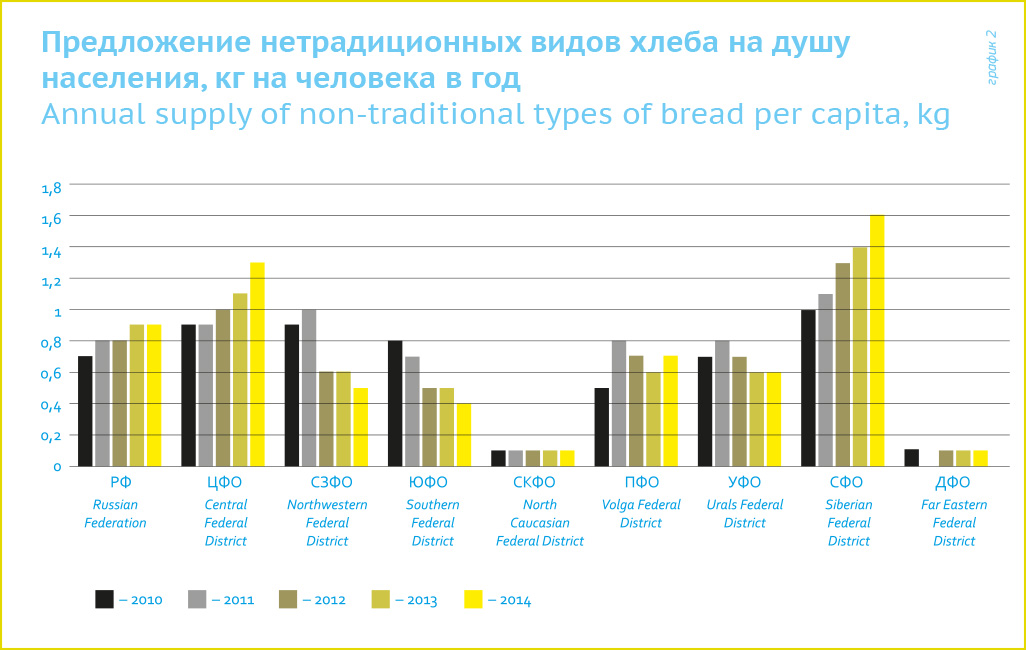 Предложение нетрадиционных видов хлеба на душу
населения, кг на человека в год
Annual supply of non-traditional types of bread per capita, kg
график 2
1,8
1,6
1,4
1,2
1
0,8
0,6
0,4
0,2
0
РФ ЦФО СЗФО ЮФО СКФО ПФО УФО СФО ДФО
Russian Central Northwestern Southern North Volga Federal Urals Federal Siberian Far Eastern
Federation Federal Federal Federal Caucasian District District Federal Federal
District District District Federal District District District
– 2010 – 2011 – 2012 – 2013 – 2014